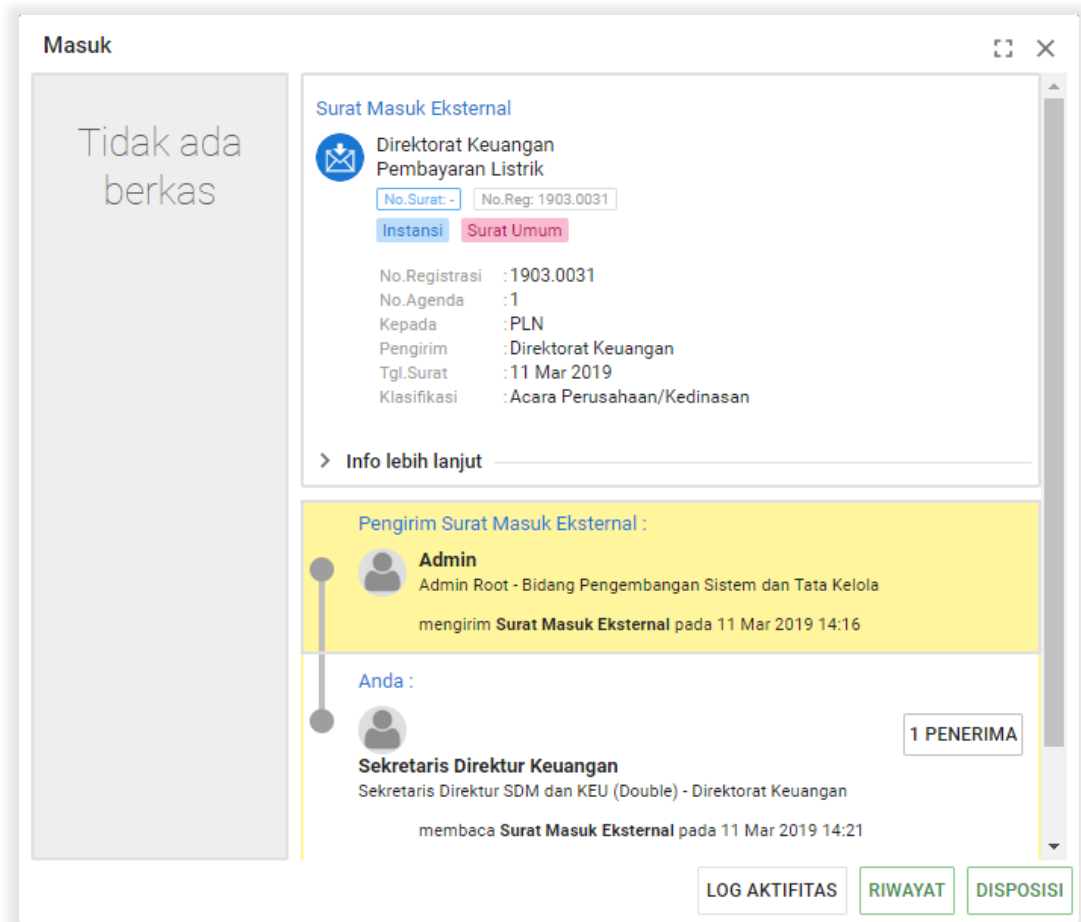 Masuk
Tidak ada
berkas
Surat Masuk Eksternal
Direktorat Keuangan
Pembayaran Listrik
No.Surat: - No.Reg: 1903.0031
Instansi Surat Umum
No.Registrasi :1903.0031
No.Agenda :1
Kepada :PLN
Pengirim :Direktorat Keuangan
Tgl.Surat :11 Mar 2019
Klasifikasi :Acara Perusahaan/Kedinasan
Info lebih lanjut
Pengirim Surat Masuk Eksternal :
Admin
Admin Root - Bidang Pengembangan Sistem dan Tata Kelola
mengirim Surat Masuk Eksternal pada 11 Mar 2019 14:16
Anda :
1 PENERIMA
Sekretaris Direktur Keuangan
Sekretaris Direktur SDM dan KEU (Double) - Direktorat Keuangan
membaca Surat Masuk Eksternal pada 11 Mar 2019 14:21
LOG AKTIFITAS RIWAYAT DISPOSISI